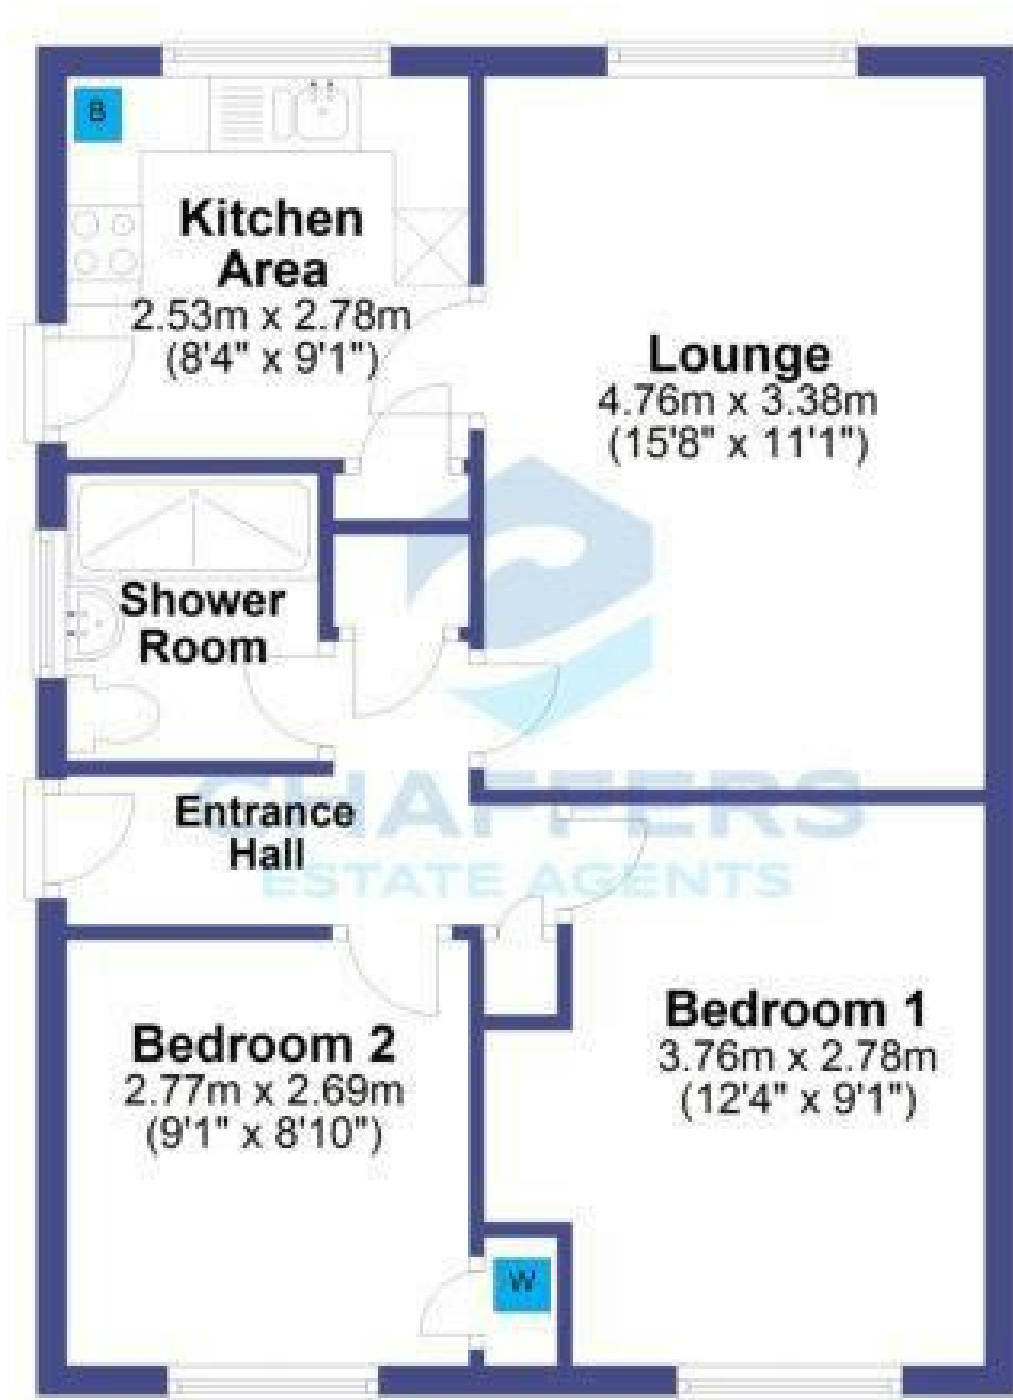 B
Kitchen
Area
2.53m x 2.78m
(8'4" x 9'1")
Lounge
4.76m x 3.38m
(15'8" x 11'1")
Shower
Room
CHAFFERS
ESTATE AGENTS
Entrance
Hall
Bedroom 1
3.76m x 2.78m
(12'4" x 9'1")
Bedroom 2
2.77m x 2.69m
(9'1" x 8'10")
W